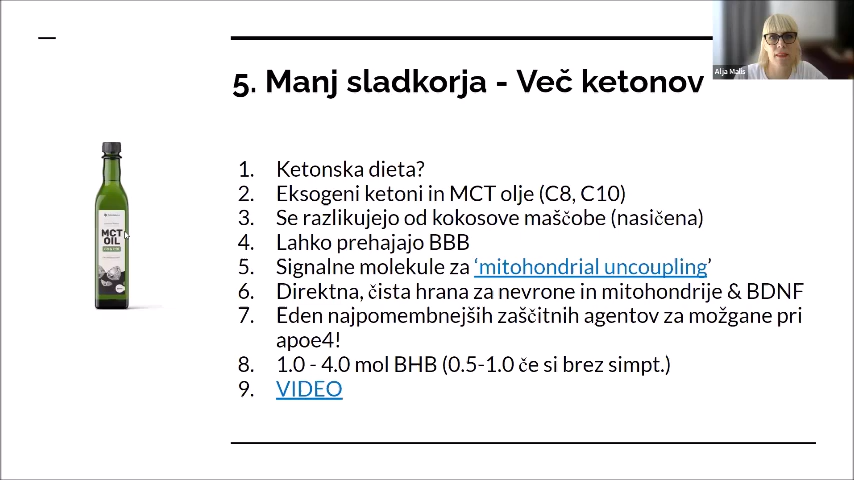 Alja Malis
5. Manj sladkorja - Več ketonov
MCT
OIL
1. Ketonska dieta?
2. Eksogeni ketoni in MCT olje (C8, C10)
3. Se razlikujejo od kokosove maščobe (nasičena)
4. Lahko prehajajo BBB
5. Signalne molekule za ‘mitohondrial uncoupling’
6. Direktna, čista hrana za nevrone in mitohondrije & BDNF
7. Eden najpomembnejših zaščitnih agentov za možgane pri
apoe4!
8. 1.0 - 4.0 mol BHB (0.5-1.0 če si brez simpt.)
9. VIDEO